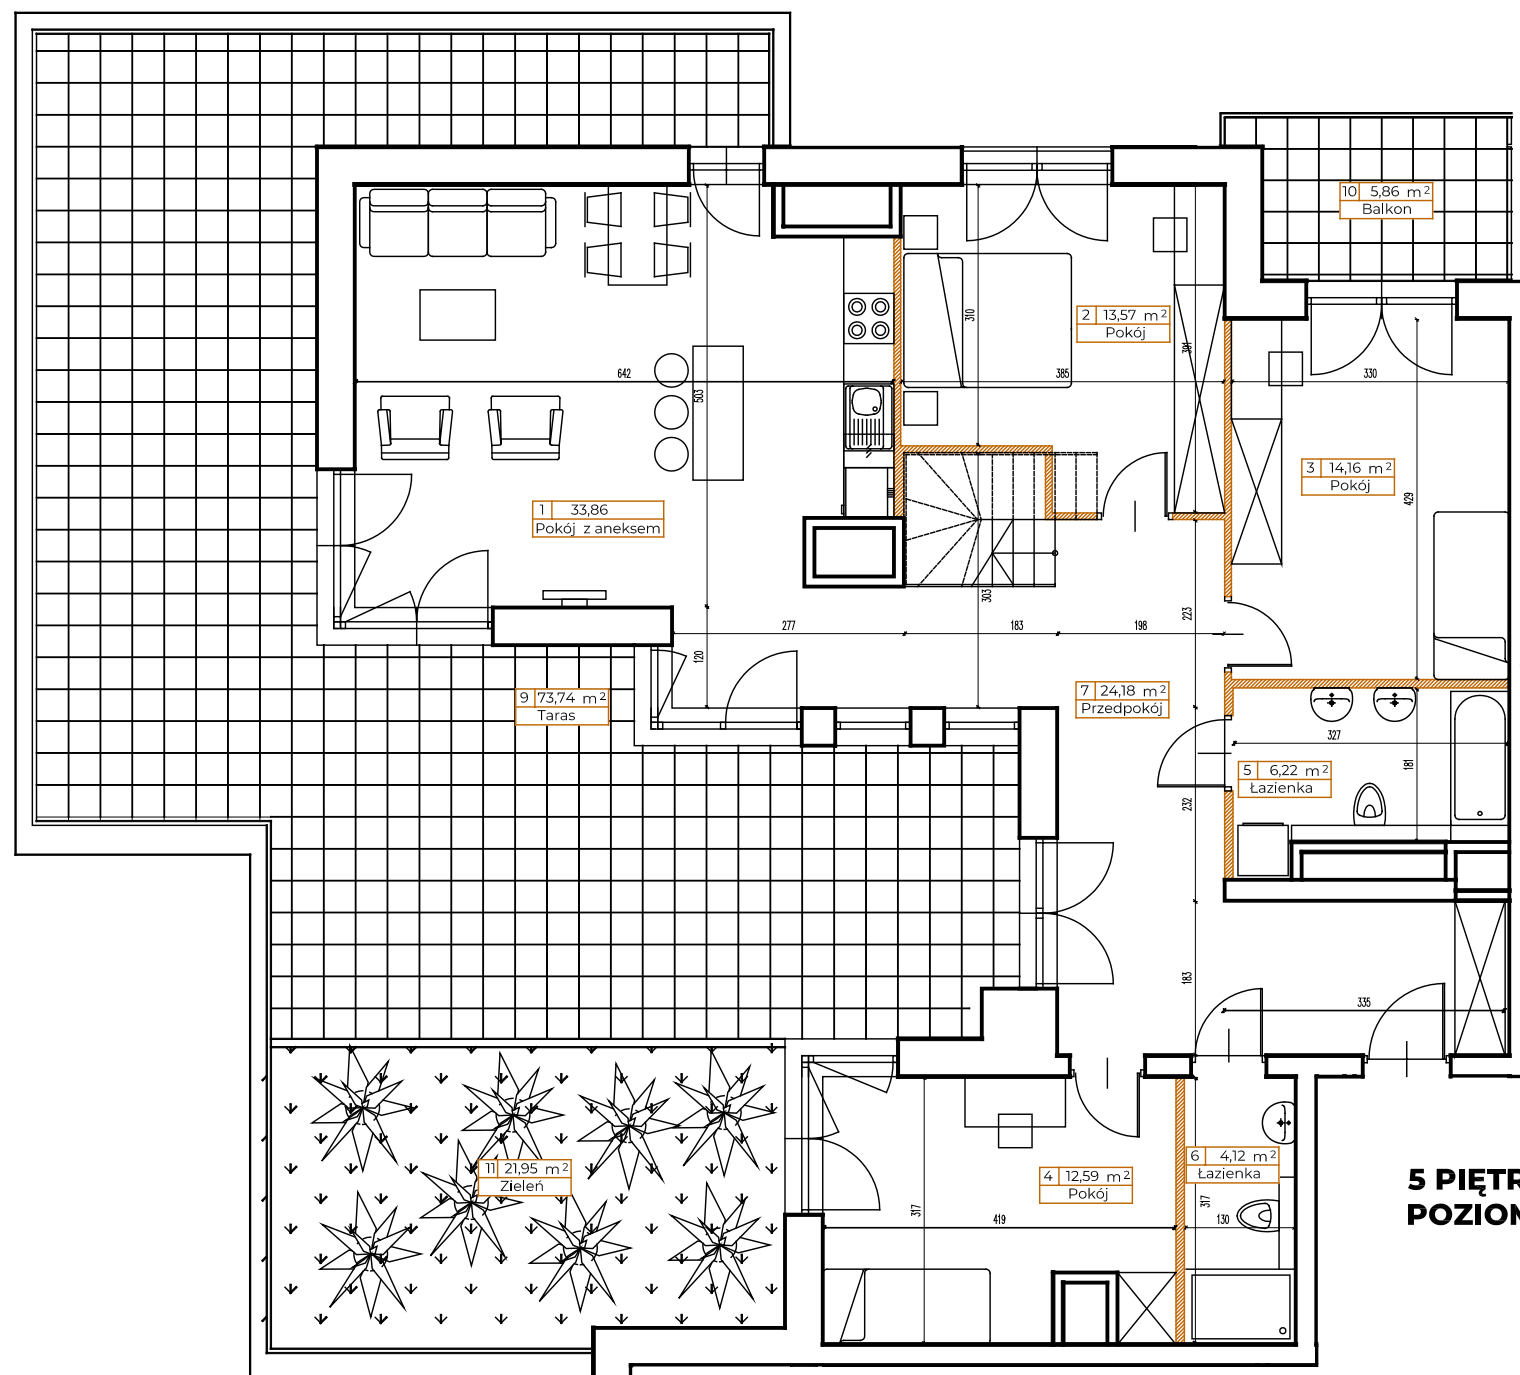 10 5,86 m²
Balkon
2 13,57 m²
Pokój
310
391
642
503
385
330
3 14,16 m²
Pokój
429
1 33,86
Pokój z aneksem
303
223
277
183
198
120
9 73,74 m²
Taras
7 24,18 m²
Przedpokój
327
181
5 6,22 m²
Łazienka
232
183
335
11 21,95 m²
Zieleń
4 12,59 m²
Pokój
6 4,12 m²
Łazienka
317
317
419
130
5 PIĘTR
POZIOM